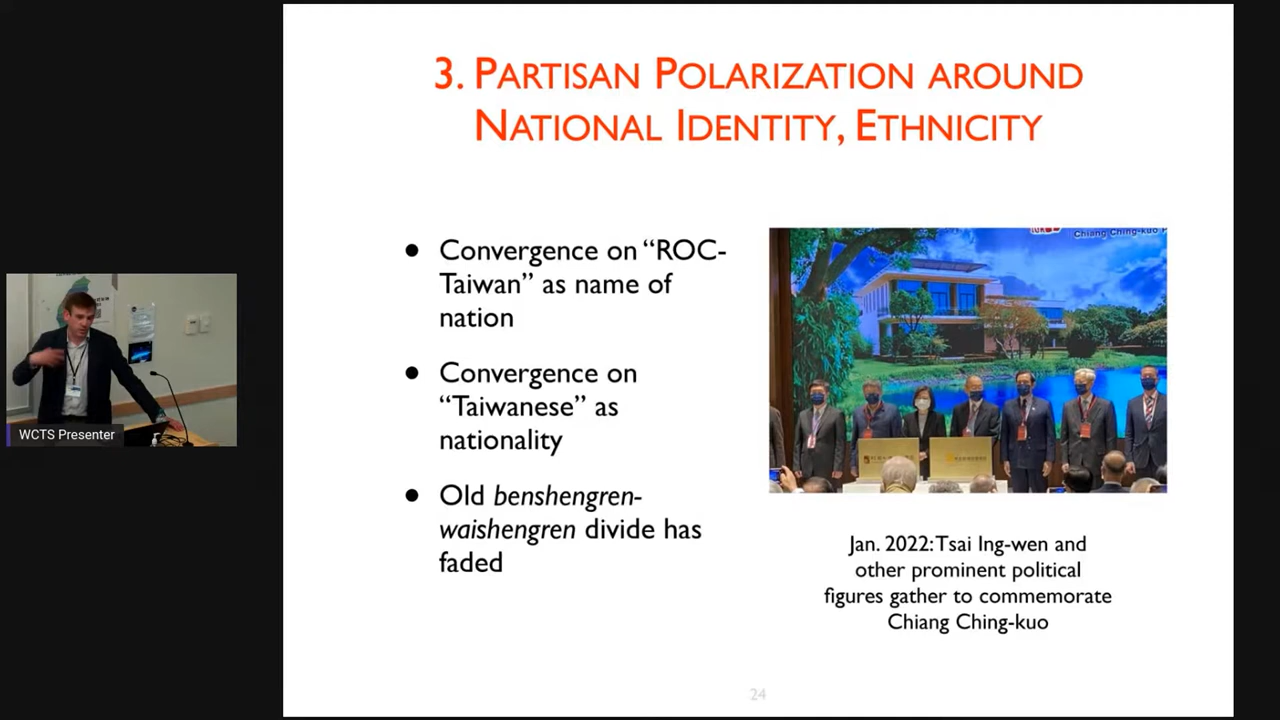 3. PARTISAN POLARIZATION AROUND
NATIONAL IDENTITY, ETHNICITY
● Convergence on “ROC-
Taiwan” as name of
nation
● Convergence on
“Taiwanese” as
nationality
● Old benshengren-
waishengren divide has
faded
Chiang Ching-kuo
Jan. 2022: Tsai Ing-wen and
other prominent political
figures gather to commemorate
Chiang Ching-kuo
WCTS Presenter
24